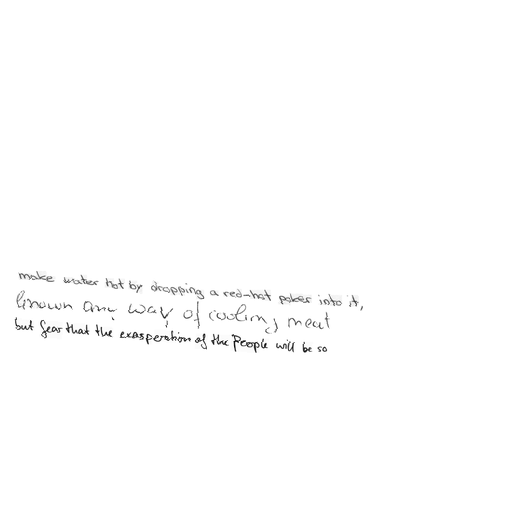 make water hot by dropping a red-hot poker into it,
known any way of cooling meat
but fear that the exasperation of the People will be so